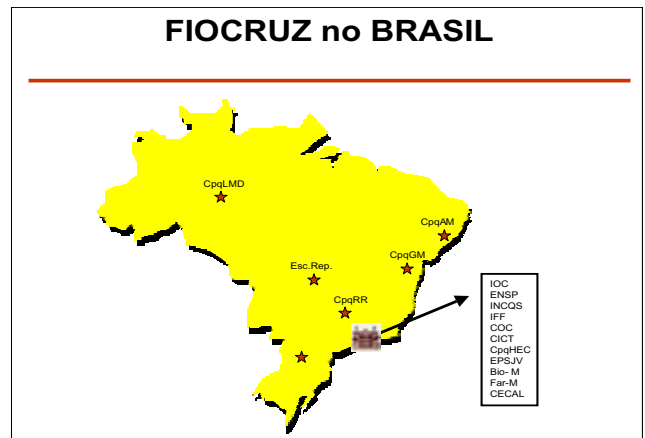 FIOCRUZ no BRASIL
CpqLMD
CpqAM
CpqGM
Esc.Rep.
CpqRR
IOC
ENSP
INCQS
IFF
COC
CICT
CpqHEC
EPSJV
Bio- M
Far-M
CECAL